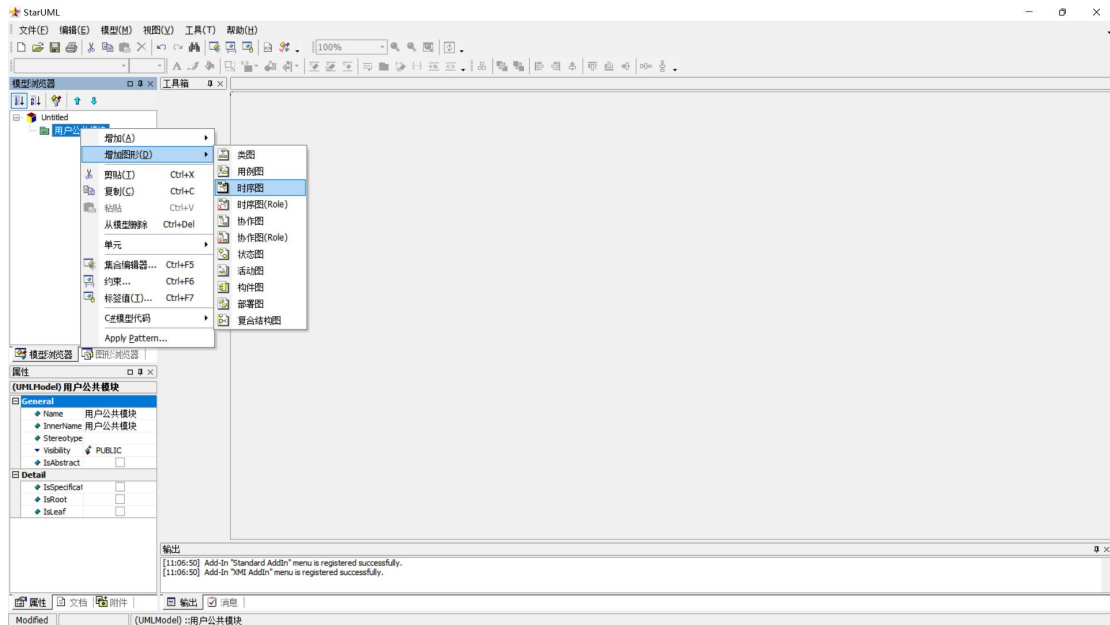 StarUML
文件(F) 编辑(E) 模型(M) 视图(V) 工具(T) 帮助(H)
100%
模型浏览器
工具箱
Untitled
用户公
增加(A)
增加图形(D)
剪贴(T) Ctrl+X
复制(C) Ctrl+C
粘贴 Ctrl+V
从模型删除 Ctrl+Del
单元
集合编辑器... Ctrl+F5
约束... Ctrl+F6
标签值(T)... Ctrl+F7
C#模型代码
Apply Pattern...
类图
用例图
时序图
时序图(Role)
协作图
协作图(Role)
状态图
活动图
构件图
部署图
复合结构图
模型浏览器 图形浏览器
属性
(UMLModel) 用户公共模块
General
Name 用户公共模块
InnerName 用户公共模块
Stereotype
Visibility PUBLIC
IsAbstract
Detail
IsSpecificat
IsRoot
IsLeaf
属性 文档 附件
输出
[11:06:50] Add-In "Standard AddIn" menu is registered successfully.
[11:06:50] Add-In "XMI AddIn" menu is registered successfully.
输出 消息
Modified (UMLModel) ::用户公共模块